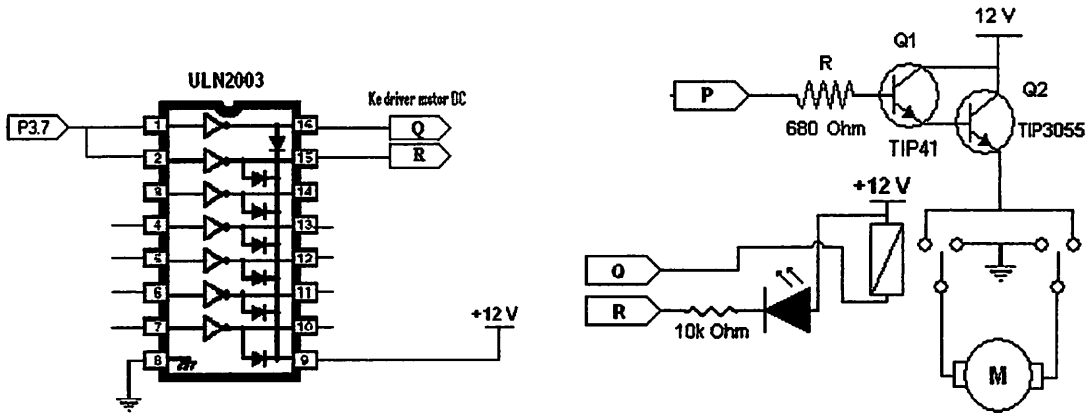 ULN2003
Ke driver motor DC
P3.7
1
2
3
4
5
6
7
8
16
15
14
13
12
11
10
9
Q
R
+12 V
12 V
Q1
R
P
680 Ohm
TIP41
Q2
TIP3055
+12 V
Q
R
10k Ohm
M